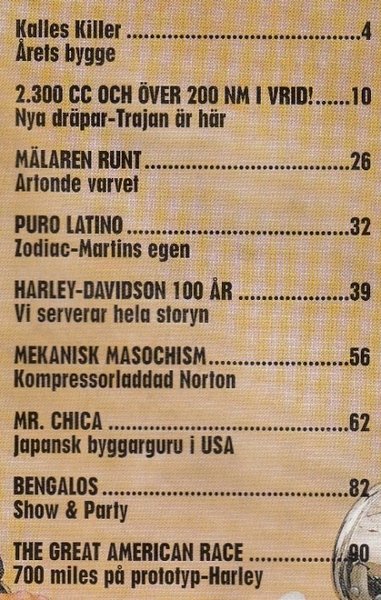 Kalles Killer ........................................4
Årets bygge
2.300 CC OCH ÖVER 200 NM I VRID!......10
Nya dräpar-Trajan är här
MÄLAREN RUNT ...................................26
Artonde varvet
PURO LATINO ......................................32
Zodiac-Martins egen
HARLEY-DAVIDSON 100 ÅR ....................39
Vi serverar hela storyn
MEKANISK MASOCHISM........................56
Kompressorladdad Norton
MR. CHICA ..........................................62
Japansk byggarguru i USA
BENGALOS ..........................................82
Show & Party
THE GREAT AMERICAN RACE ................90
700 miles på prototyp-Harley